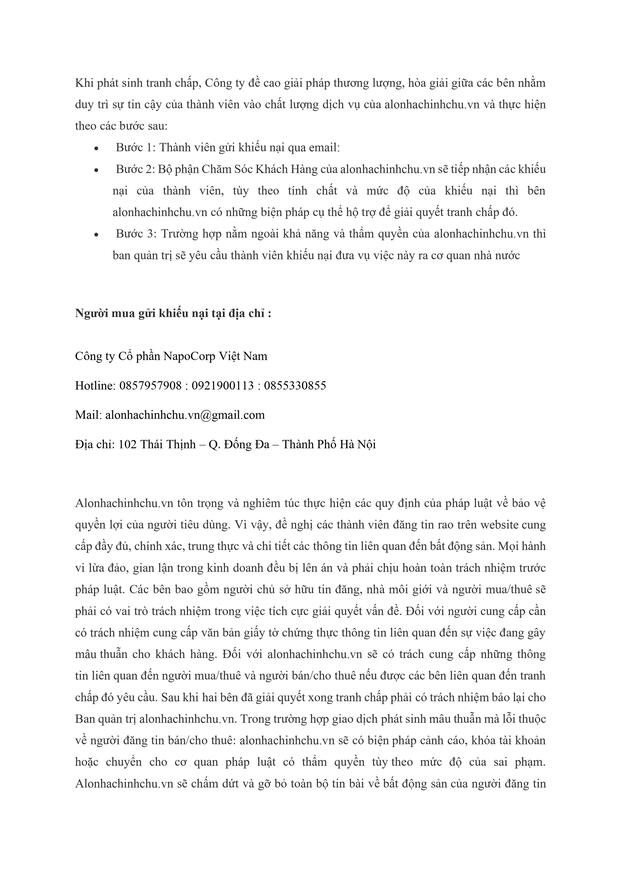 Khi phát sinh tranh chấp, Công ty đề cao giải pháp thương lượng, hòa giải giữa các bên nhằm
duy trì sự tin cậy của thành viên vào chất lượng dịch vụ của alonhachinhchu.vn và thực hiện
theo các bước sau:
• Bước 1: Thành viên gửi khiếu nại qua email:
• Bước 2: Bộ phận Chăm Sóc Khách Hàng của alonhachinhchu.vn sẽ tiếp nhận các khiếu
nại của thành viên, tùy theo tính chất và mức độ của khiếu nại thì bên
alonhachinhchu.vn có những biện pháp cụ thể hộ trợ để giải quyết tranh chấp đó.
• Bước 3: Trường hợp nằm ngoài khả năng và thẩm quyền của alonhachinhchu.vn thì
ban quản trị sẽ yêu cầu thành viên khiếu nại đưa vụ việc này ra cơ quan nhà nước
Người mua gửi khiếu nại tại địa chỉ :
Công ty Cổ phần NapoCorp Việt Nam
Hotline: 0857957908 : 0921900113 : 0855330855
Mail: alonhachinhchu.vn@gmail.com
Địa chỉ: 102 Thái Thịnh – Q. Đống Đa – Thành Phố Hà Nội
Alonhachinhchu.vn tôn trọng và nghiêm túc thực hiện các quy định của pháp luật về bảo vệ
quyền lợi của người tiêu dùng. Vì vậy, đề nghị các thành viên đăng tin rao trên website cung
cấp đầy đủ, chính xác, trung thực và chi tiết các thông tin liên quan đến bất động sản. Mọi hành
vi lừa đảo, gian lận trong kinh doanh đều bị lên án và phải chịu hoàn toàn trách nhiệm trước
pháp luật. Các bên bao gồm người chủ sở hữu tin đăng, nhà môi giới và người mua/thuê sẽ
phải có vai trò trách nhiệm trong việc tích cực giải quyết vấn đề. Đối với người cung cấp cần
có trách nhiệm cung cấp văn bản giấy tờ chứng thực thông tin liên quan đến sự việc đang gây
mâu thuẫn cho khách hàng. Đối với alonhachinhchu.vn sẽ có trách cung cấp những thông
tin liên quan đến người mua/thuê và người bán/cho thuê nếu được các bên liên quan đến tranh
chấp đó yêu cầu. Sau khi hai bên đã giải quyết xong tranh chấp phải có trách nhiệm báo lại cho
Ban quản trị alonhachinhchu.vn. Trong trường hợp giao dịch phát sinh mâu thuẫn mà lỗi thuộc
về người đăng tin bán/cho thuê: alonhachinhchu.vn sẽ có biện pháp cảnh cáo, khóa tài khoản
hoặc chuyển cho cơ quan pháp luật có thẩm quyền tùy theo mức độ của sai phạm.
Alonhachinhchu.vn sẽ chấm dứt và gỡ bỏ toàn bộ tin bài về bất động sản của người đăng tin